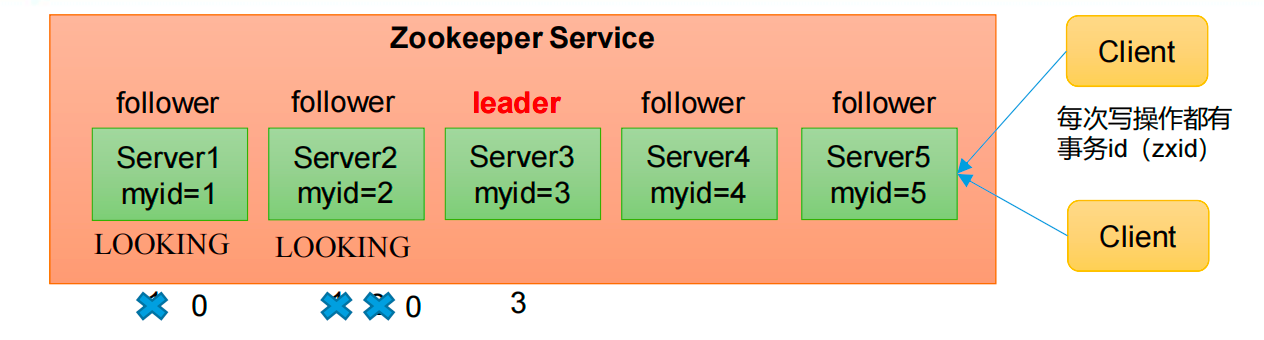 Zookeeper Service
follower
follower
leader
follower
follower
Server1
myid=1
Server2
myid=2
Server3
myid=3
Server4
myid=4
Server5
myid=5
LOOKING
LOOKING
0
0
3
Client
每次写操作都有
事务id（zxid）
Client